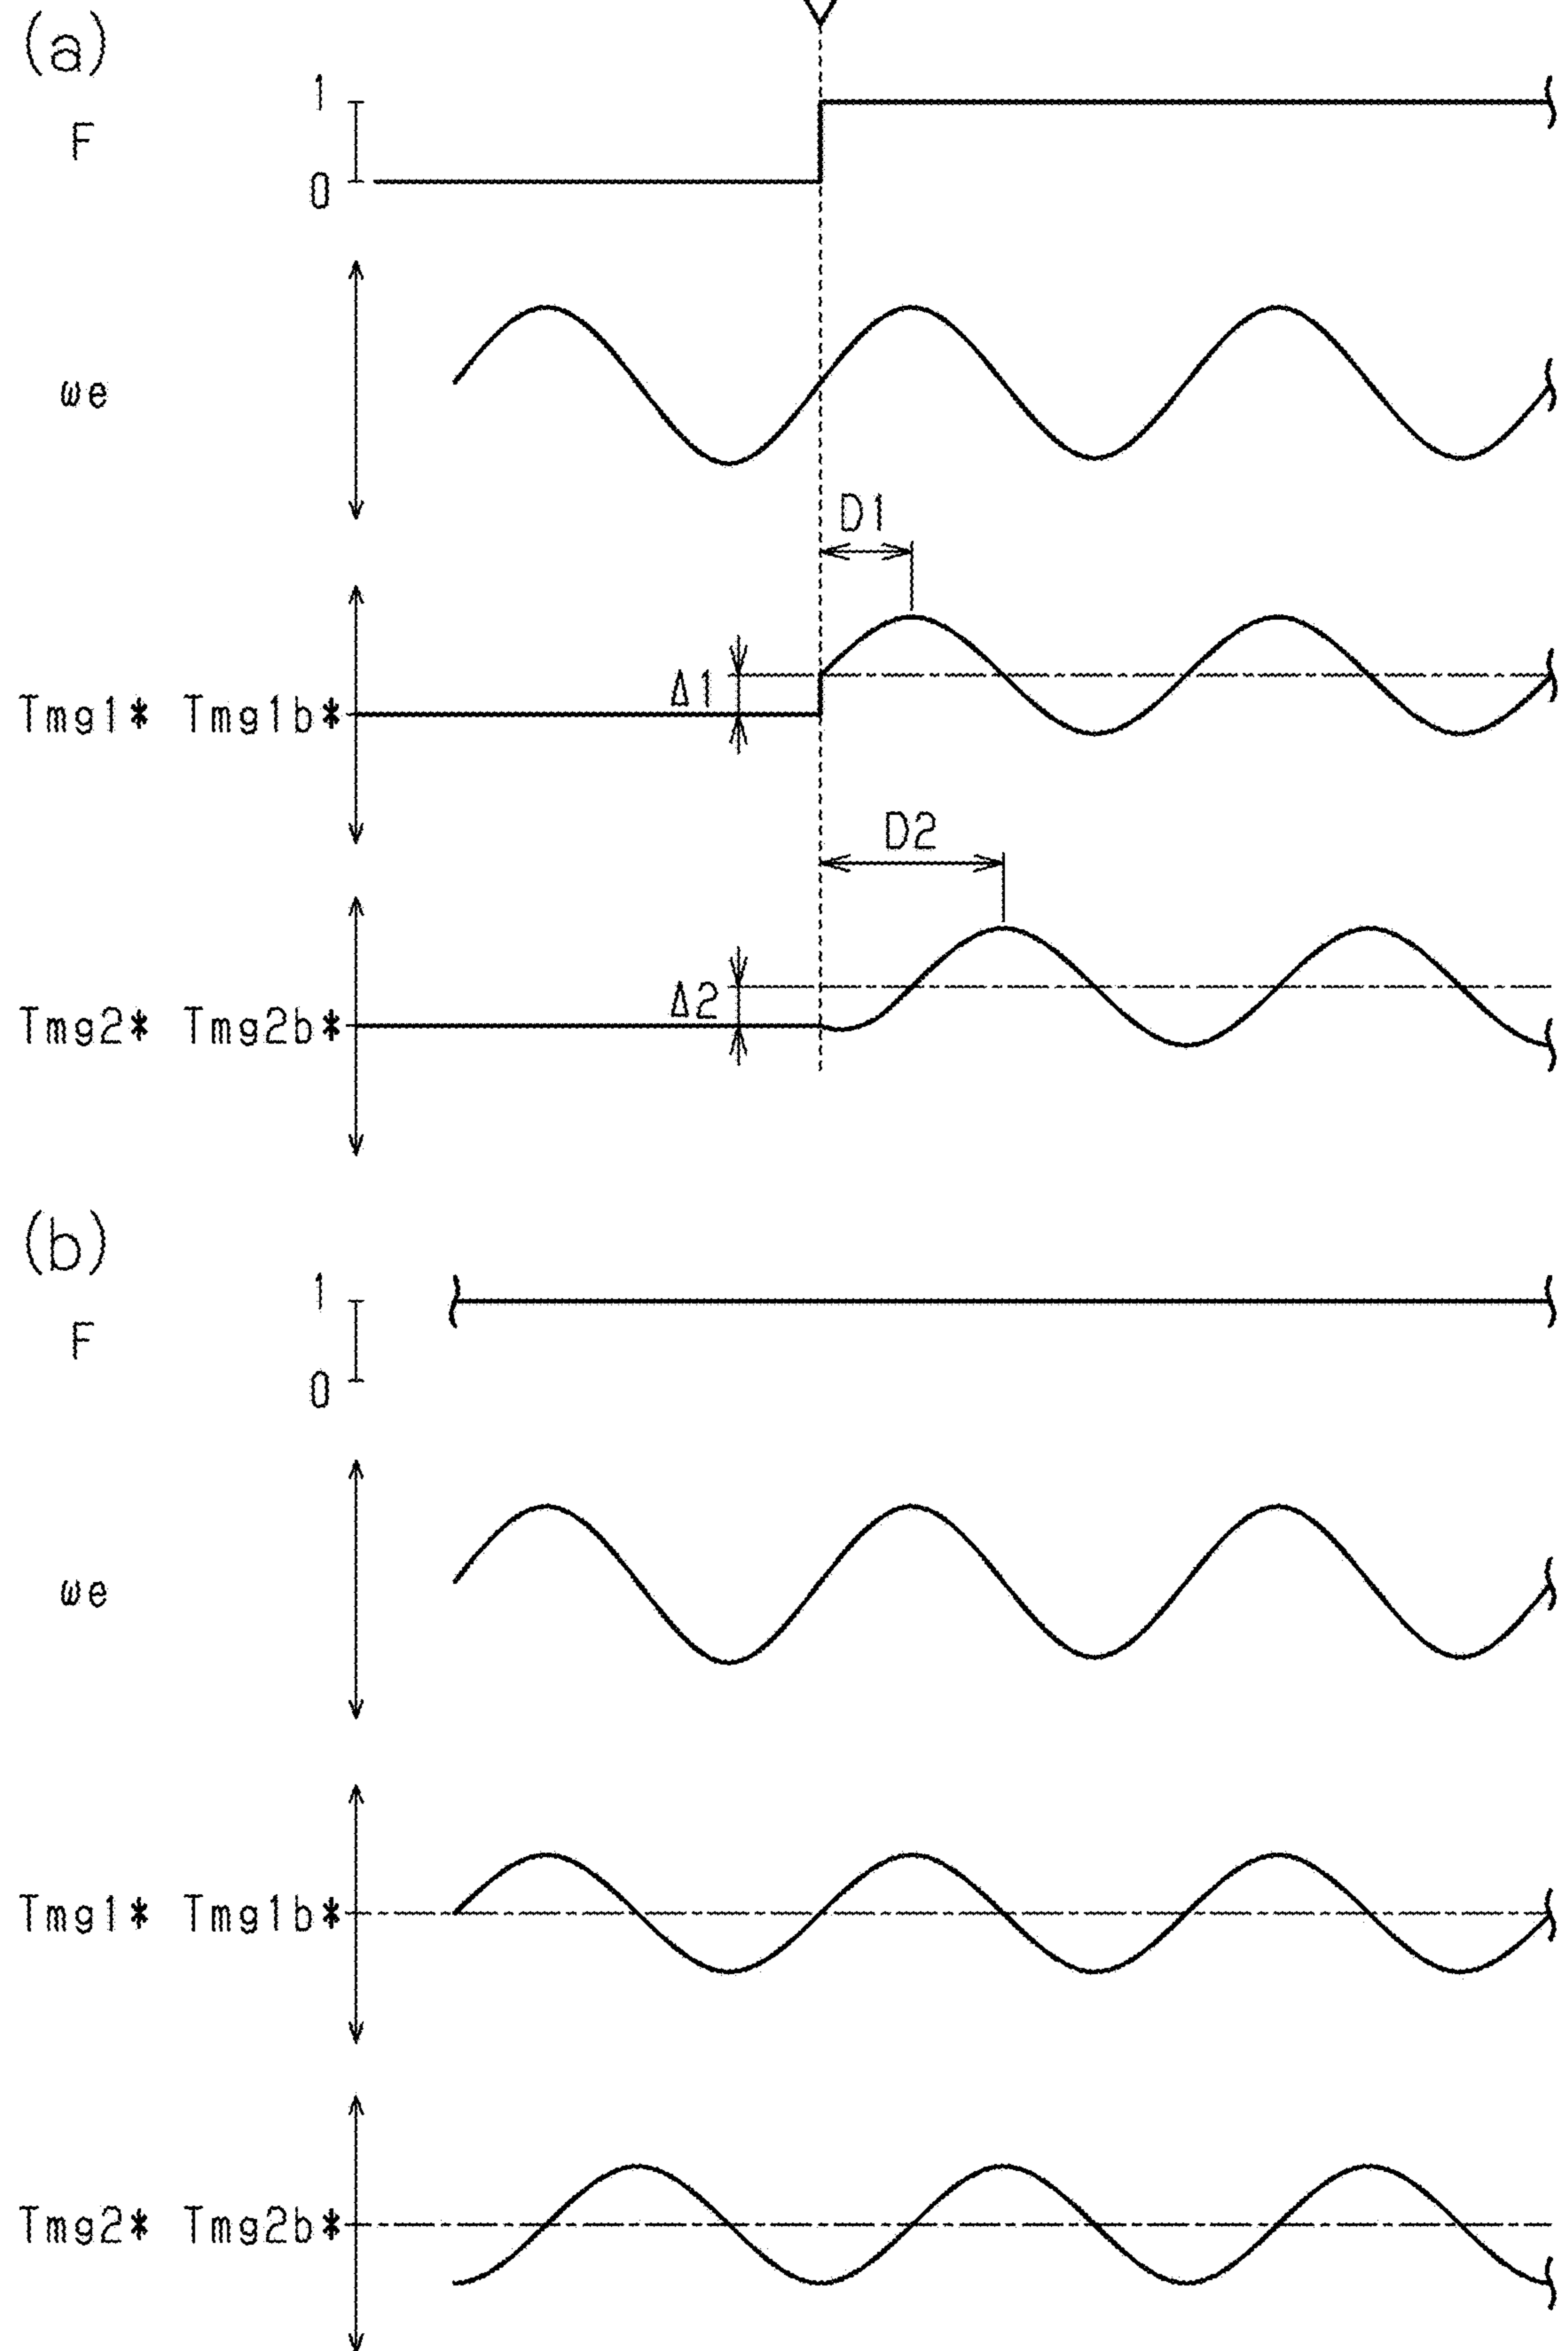 (a)
1
F
0
ωe
D1
Δ1
Tmg1* Tmg1b*
D2
Δ2
Tmg2* Tmg2b*
(b)
1
F
0
ωe
Tmg1* Tmg1b*
Tmg2* Tmg2b*